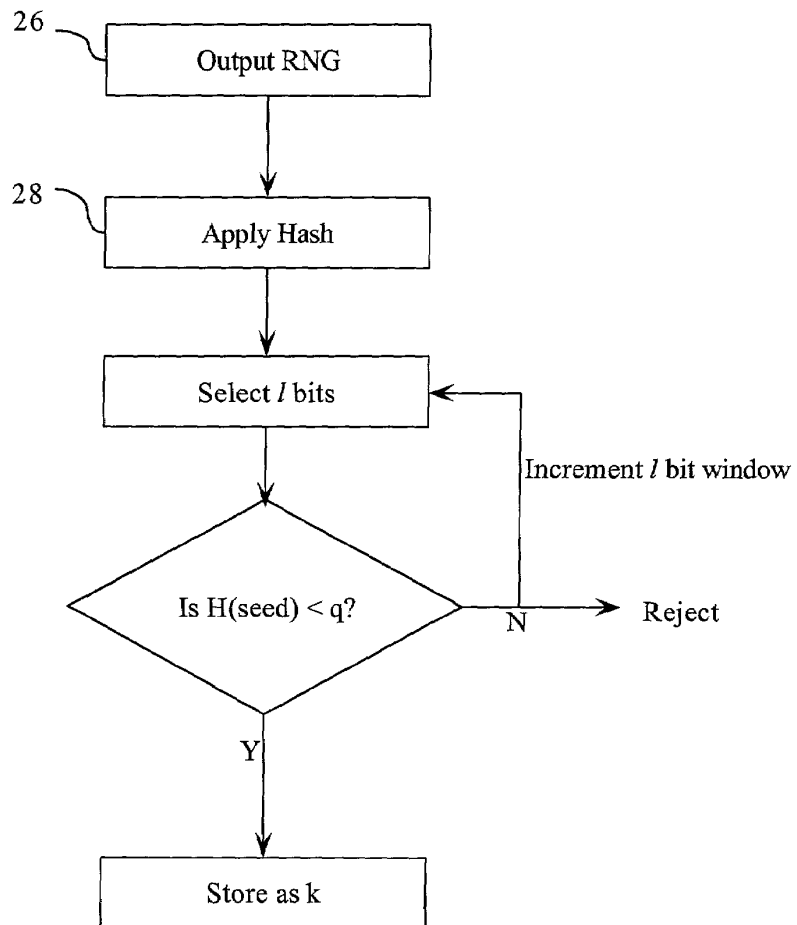 26
Output RNG
28
Apply Hash
Select l bits
Increment l bit window
Is H(seed) < q?
N
Reject
Y
Store as k